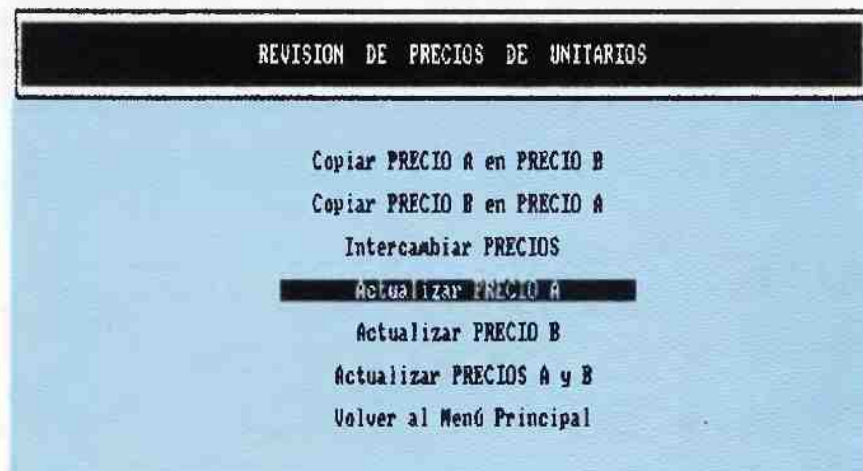 REVISION DE PRECIOS DE UNITARIOS
Copiar PRECIO A en PRECIO B
Copiar PRECIO B en PRECIO A
Intercambiar PRECIOS
Actualizar PRECIO A
Actualizar PRECIO B
Actualizar PRECIOS A y B
Volver al Menú Principal